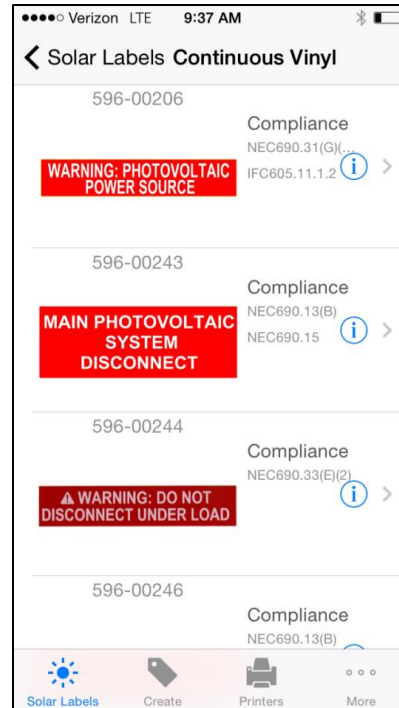 Verizon LTE 9:37 AM
Solar Labels Continuous Vinyl
596-00206
Compliance
NEC690.31(G)(...
IFC605.11.1.2
WARNING: PHOTOVOLTAIC
POWER SOURCE
596-00243
Compliance
NEC690.13(B)
NEC690.15
MAIN PHOTOVOLTAIC
SYSTEM
DISCONNECT
596-00244
Compliance
NEC690.33(E)(2)
WARNING: DO NOT
DISCONNECT UNDER LOAD
596-00246
Compliance
NEC690.13(B)
Solar Labels Create Printers More